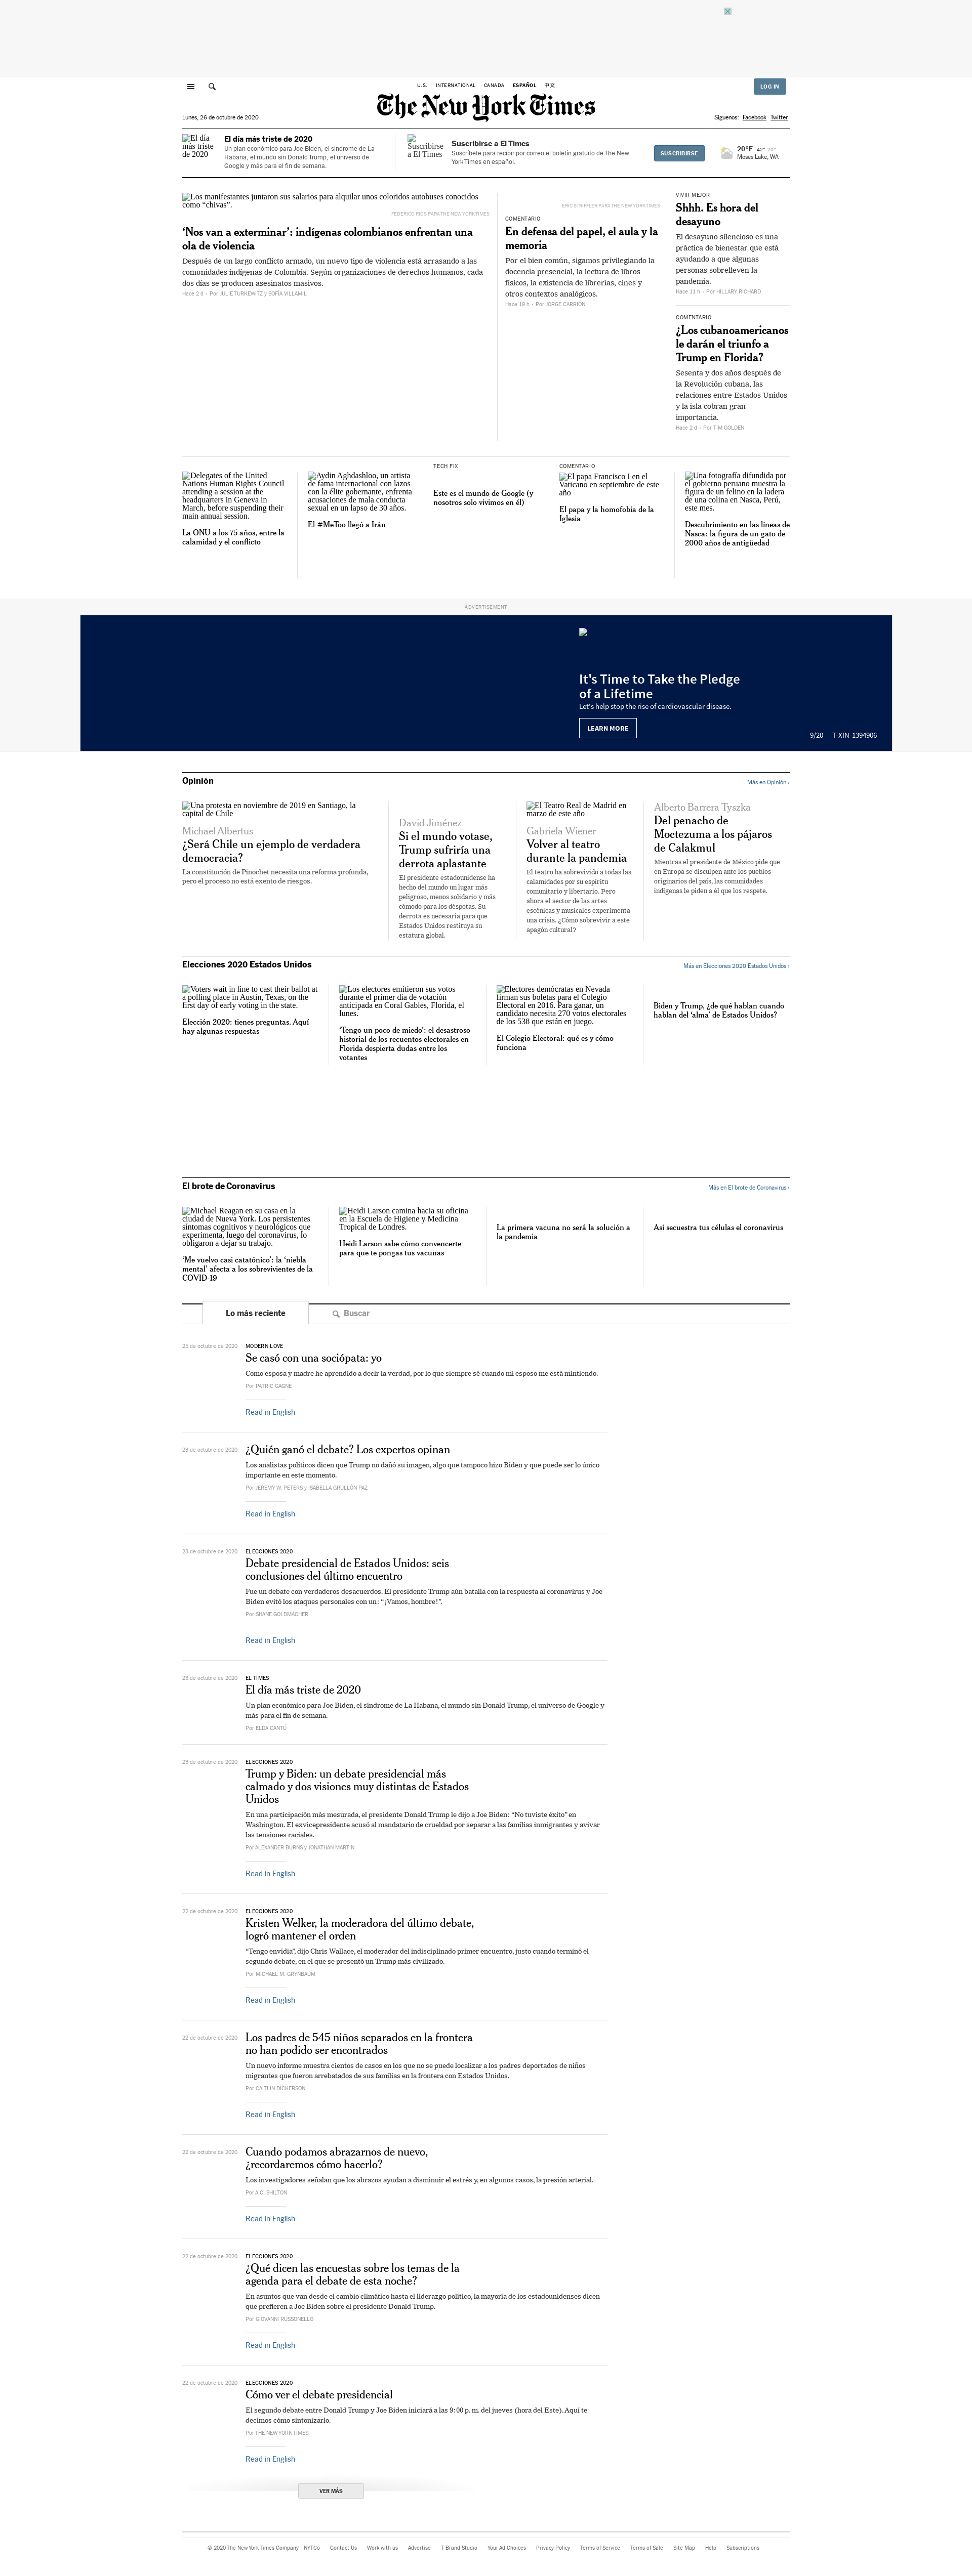 U.S. INTERNATIONAL CANADA ESPAÑOL 中文
LOG IN
The New York Times
Lunes, 26 de octubre de 2020
Síguenos: Facebook Twitter
El día más triste de 2020
El día más triste de 2020
Un plan económico para Joe Biden, el síndrome de La
Habana, el mundo sin Donald Trump, el universo de
Google y más para el fin de semana.
Suscribirse a El Times
Suscribirse a El Times
Suscríbete para recibir por correo el boletín gratuito de The New
York Times en español.
SUSCRIBIRSE
20°F 42° 28°
Moses Lake, WA
Los manifestantes juntaron sus salarios para alquilar unos coloridos autobuses conocidos
como “chivas”.
FEDERICO RIOS PARA THE NEW YORK TIMES
‘Nos van a exterminar’: indígenas colombianos enfrentan una
ola de violencia
Después de un largo conflicto armado, un nuevo tipo de violencia está arrasando a las
comunidades indígenas de Colombia. Según organizaciones de derechos humanos, cada
dos días se producen asesinatos masivos.
Hace 2 d - Por JULIE TURKEWITZ y SOFÍA VILLAMIL
ERIC STRIFFLER PARA THE NEW YORK TIMES
COMENTARIO
En defensa del papel, el aula y la
memoria
Por el bien común, sigamos privilegiando la
docencia presencial, la lectura de libros
físicos, la existencia de librerías, cines y
otros contextos analógicos.
Hace 19 h - Por JORGE CARRIÓN
VIVIR MEJOR
Shhh. Es hora del
desayuno
El desayuno silencioso es una
práctica de bienestar que está
ayudando a que algunas
personas sobrelleven la
pandemia.
Hace 11 h - Por HILLARY RICHARD
COMENTARIO
¿Los cubanoamericanos
le darán el triunfo a
Trump en Florida?
Sesenta y dos años después de
la Revolución cubana, las
relaciones entre Estados Unidos
y la isla cobran gran
importancia.
Hace 2 d - Por TIM GOLDEN
Delegates of the United
Nations Human Rights Council
attending a session at the
headquarters in Geneva in
March, before suspending their
main annual session.
La ONU a los 75 años, entre la
calamidad y el conflicto
Aydin Aghdashloo, un artista
de fama internacional con lazos
con la élite gobernante, enfrenta
acusaciones de mala conducta
sexual en un lapso de 30 años.
El #MeToo llegó a Irán
TECH FIX
Este es el mundo de Google (y
nosotros solo vivimos en él)
COMENTARIO
El papa Francisco I en el
Vaticano en septiembre de este
año
El papa y la homofobia de la
Iglesia
Una fotografía difundida por
el gobierno peruano muestra la
figura de un felino en la ladera
de una colina en Nasca, Perú,
este mes.
Descubrimiento en las líneas de
Nasca: la figura de un gato de
2000 años de antigüedad
ADVERTISEMENT
It's Time to Take the Pledge
of a Lifetime
Let's help stop the rise of cardiovascular disease.
LEARN MORE
9/20 T-XIN-1394906
Opinión
Más en Opinión ›
Una protesta en noviembre de 2019 en Santiago, la
capital de Chile
Michael Albertus
¿Será Chile un ejemplo de verdadera
democracia?
La constitución de Pinochet necesita una reforma profunda,
pero el proceso no está exento de riesgos.
David Jiménez
Si el mundo votase,
Trump sufriría una
derrota aplastante
El presidente estadounidense ha
hecho del mundo un lugar más
peligroso, menos solidario y más
cómodo para los déspotas. Su
derrota es necesaria para que
Estados Unidos restituya su
estatura global.
El Teatro Real de Madrid en
marzo de este año
Gabriela Wiener
Volver al teatro
durante la pandemia
El teatro ha sobrevivido a todas las
calamidades por su espíritu
comunitario y libertario. Pero
ahora el sector de las artes
escénicas y musicales experimenta
una crisis. ¿Cómo sobrevivir a este
apagón cultural?
Alberto Barrera Tyszka
Del penacho de
Moctezuma a los pájaros
de Calakmul
Mientras el presidente de México pide que
en Europa se disculpen ante los pueblos
originarios del país, las comunidades
indígenas le piden a él que los respete.
Elecciones 2020 Estados Unidos
Más en Elecciones 2020 Estados Unidos ›
Voters wait in line to cast their ballot at
a polling place in Austin, Texas, on the
first day of early voting in the state.
Elección 2020: tienes preguntas. Aquí
hay algunas respuestas
Los electores emitieron sus votos
durante el primer día de votación
anticipada en Coral Gables, Florida, el
lunes.
‘Tengo un poco de miedo’: el desastroso
historial de los recuentos electorales en
Florida despierta dudas entre los
votantes
Electores demócratas en Nevada
firman sus boletas para el Colegio
Electoral en 2016. Para ganar, un
candidato necesita 270 votos electorales
de los 538 que están en juego.
El Colegio Electoral: qué es y cómo
funciona
Biden y Trump, ¿de qué hablan cuando
hablan del ‘alma’ de Estados Unidos?
El brote de Coronavirus
Más en El brote de Coronavirus ›
Michael Reagan en su casa en la
ciudad de Nueva York. Los persistentes
síntomas cognitivos y neurológicos que
experimenta, luego del coronavirus, lo
obligaron a dejar su trabajo.
‘Me vuelvo casi catatónico’: la ‘niebla
mental’ afecta a los sobrevivientes de la
COVID-19
Heidi Larson camina hacia su oficina
en la Escuela de Higiene y Medicina
Tropical de Londres.
Heidi Larson sabe cómo convencerte
para que te pongas tus vacunas
La primera vacuna no será la solución a
la pandemia
Así secuestra tus células el coronavirus
Lo más reciente
Buscar
25 de octubre de 2020 MODERN LOVE
Se casó con una sociópata: yo
Como esposa y madre he aprendido a decir la verdad, por lo que siempre sé cuando mi esposo me está mintiendo.
Por PATRIC GAGNE
Read in English
23 de octubre de 2020
¿Quién ganó el debate? Los expertos opinan
Los analistas políticos dicen que Trump no dañó su imagen, algo que tampoco hizo Biden y que puede ser lo único
importante en este momento.
Por JEREMY W. PETERS y ISABELLA GRULLÓN PAZ
Read in English
23 de octubre de 2020 ELECCIONES 2020
Debate presidencial de Estados Unidos: seis
conclusiones del último encuentro
Fue un debate con verdaderos desacuerdos. El presidente Trump aún batalla con la respuesta al coronavirus y Joe
Biden evitó los ataques personales con un: “¡Vamos, hombre!”.
Por SHANE GOLDMACHER
Read in English
23 de octubre de 2020 EL TIMES
El día más triste de 2020
Un plan económico para Joe Biden, el síndrome de La Habana, el mundo sin Donald Trump, el universo de Google y
más para el fin de semana.
Por ELDA CANTÚ
23 de octubre de 2020 ELECCIONES 2020
Trump y Biden: un debate presidencial más
calmado y dos visiones muy distintas de Estados
Unidos
En una participación más mesurada, el presidente Donald Trump le dijo a Joe Biden: “No tuviste éxito” en
Washington. El exvicepresidente acusó al mandatario de crueldad por separar a las familias inmigrantes y avivar
las tensiones raciales.
Por ALEXANDER BURNS y JONATHAN MARTIN
Read in English
22 de octubre de 2020 ELECCIONES 2020
Kristen Welker, la moderadora del último debate,
logró mantener el orden
“Tengo envidia”, dijo Chris Wallace, el moderador del indisciplinado primer encuentro, justo cuando terminó el
segundo debate, en el que se presentó un Trump más civilizado.
Por MICHAEL M. GRYNBAUM
Read in English
22 de octubre de 2020
Los padres de 545 niños separados en la frontera
no han podido ser encontrados
Un nuevo informe muestra cientos de casos en los que no se puede localizar a los padres deportados de niños
migrantes que fueron arrebatados de sus familias en la frontera con Estados Unidos.
Por CAITLIN DICKERSON
Read in English
22 de octubre de 2020
Cuando podamos abrazarnos de nuevo,
¿recordaremos cómo hacerlo?
Los investigadores señalan que los abrazos ayudan a disminuir el estrés y, en algunos casos, la presión arterial.
Por A.C. SHILTON
Read in English
22 de octubre de 2020 ELECCIONES 2020
¿Qué dicen las encuestas sobre los temas de la
agenda para el debate de esta noche?
En asuntos que van desde el cambio climático hasta el liderazgo político, la mayoría de los estadounidenses dicen
que prefieren a Joe Biden sobre el presidente Donald Trump.
Por GIOVANNI RUSSONELLO
Read in English
22 de octubre de 2020 ELECCIONES 2020
Cómo ver el debate presidencial
El segundo debate entre Donald Trump y Joe Biden iniciará a las 9:00 p. m. del jueves (hora del Este). Aquí te
decimos cómo sintonizarlo.
Por THE NEW YORK TIMES
Read in English
VER MÁS
© 2020 The New York Times Company NYTCo Contact Us Work with us Advertise T Brand Studio Your Ad Choices Privacy Policy Terms of Service Terms of Sale Site Map Help Subscriptions